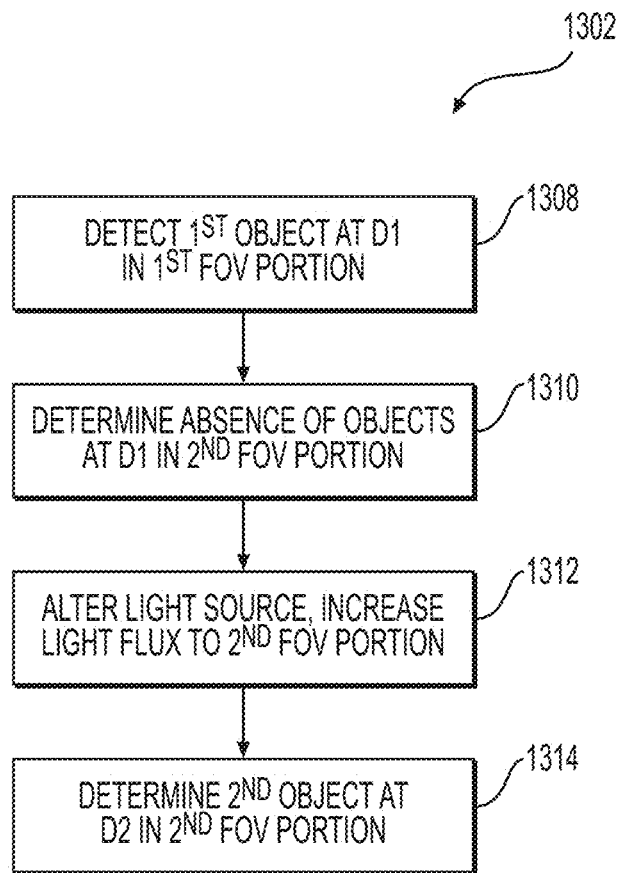 1302
DETECT 1ST OBJECT AT D1
IN 1ST FOV PORTION
1308
DETERMINE ABSENCE OF OBJECTS
AT D1 IN 2ND FOV PORTION
1310
ALTER LIGHT SOURCE, INCREASE
LIGHT FLUX TO 2ND FOV PORTION
1312
DETERMINE 2ND OBJECT AT
D2 IN 2ND FOV PORTION
1314